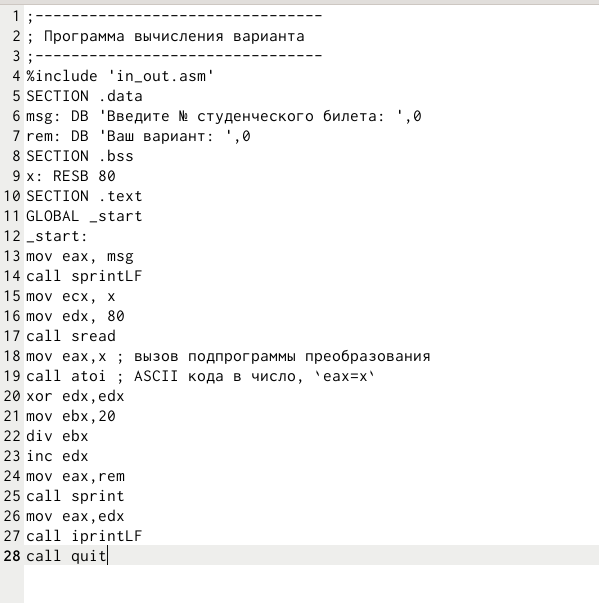 1 ;--------------------------------
2 ; Программа вычисления варианта
3 ;--------------------------------
4 %include 'in_out.asm'
5 SECTION .data
6 msg: DB 'Введите № студенческого билета: ',0
7 rem: DB 'Ваш вариант: ',0
8 SECTION .bss
9 x: RESB 80
10 SECTION .text
11 GLOBAL _start
12 _start:
13 mov eax, msg
14 call sprintLF
15 mov ecx, x
16 mov edx, 80
17 call sread
18 mov eax,x ; вызов подпрограммы преобразования
19 call atoi ; ASCII кода в число, `eax=x`
20 xor edx,edx
21 mov ebx,20
22 div ebx
23 inc edx
24 mov eax,rem
25 call sprint
26 mov eax,edx
27 call iprintLF
28 call quit